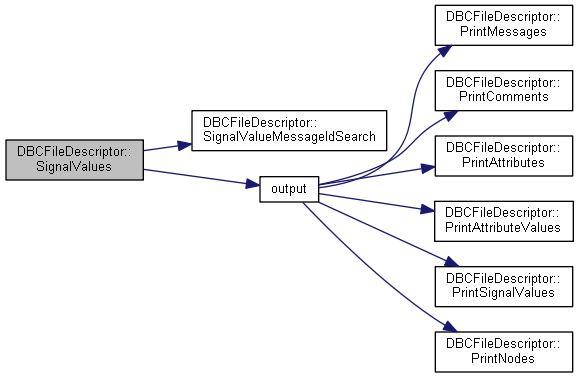 DBCFileDescriptor::
SignalValues
DBCFileDescriptor::
SignalValueMessageIdSearch
output
DBCFileDescriptor::
PrintMessages
DBCFileDescriptor::
PrintComments
DBCFileDescriptor::
PrintAttributes
DBCFileDescriptor::
PrintAttributeValues
DBCFileDescriptor::
PrintSignalValues
DBCFileDescriptor::
PrintNodes